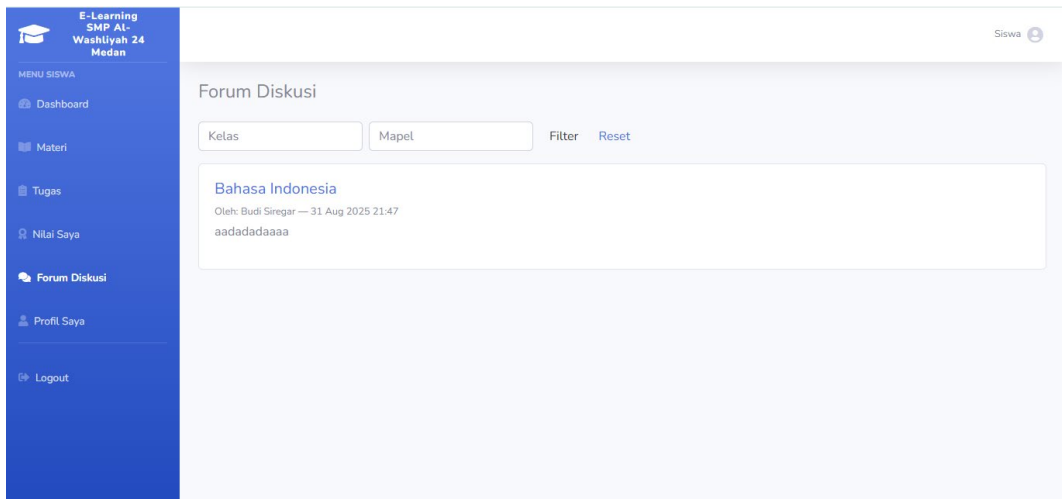 E-Learning
SMP Al-
Washliyah 24
Medan
MENU SISWA
Dashboard
Materi
Tugas
Nilai Saya
Forum Diskusi
Profil Saya
Logout
Siswa
Forum Diskusi
Kelas Mapel Filter Reset
Bahasa Indonesia
Oleh: Budi Siregar — 31 Aug 2025 21:47
aadadadaaaa